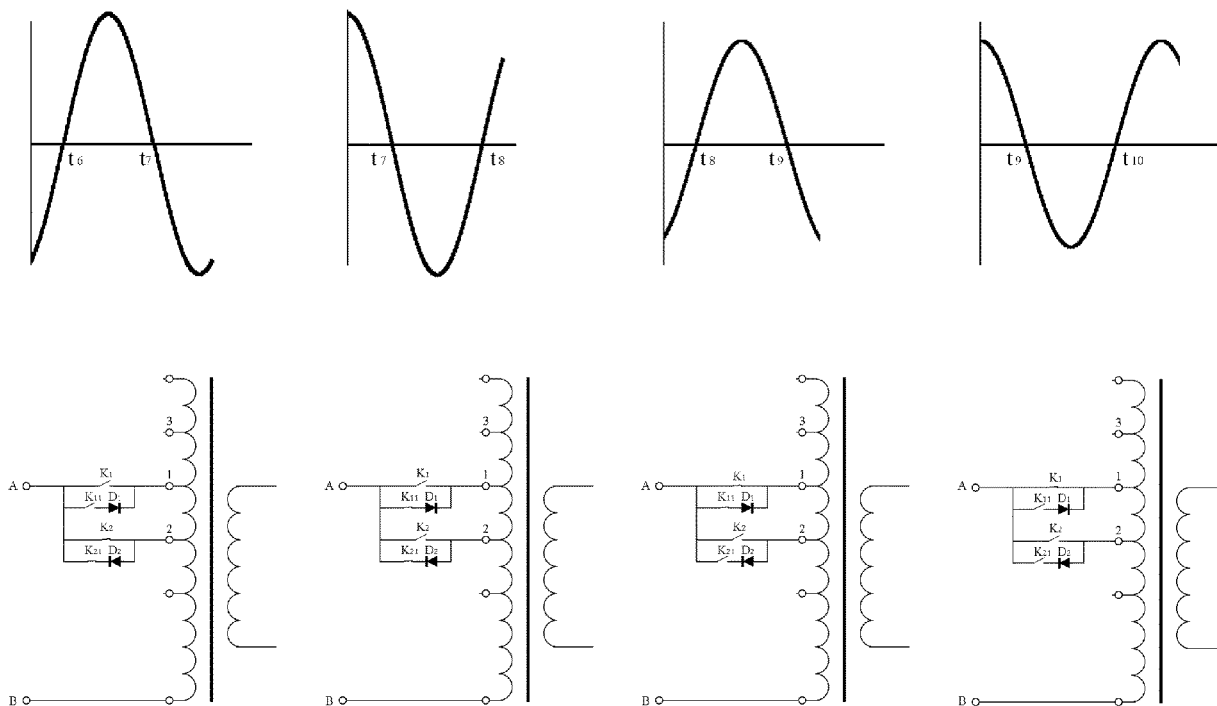 t6 t7 t7 t8 t8 t9 t9 t10
3 3 3 3
A K1 1 A K1 1 A K1 1 A K1 1
K11 D1 K11 D1 K11 D1 K11 D1
K2 2 K2 2 K2 2 K2 2
K21 D2 K21 D2 K21 D2 K21 D2
B B B B